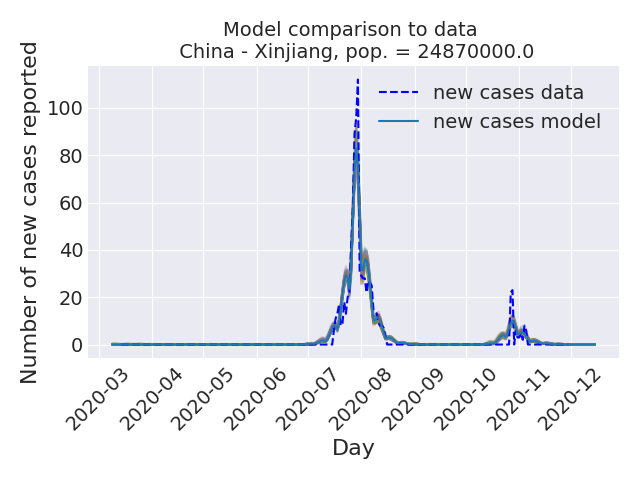 Model comparison to data
China - Xinjiang, pop. = 24870000.0
new cases data
new cases model
Number of new cases reported
100
80
60
40
20
0
2020-03
2020-04
2020-05
2020-06
2020-07
2020-08
2020-09
2020-10
2020-11
2020-12
Day